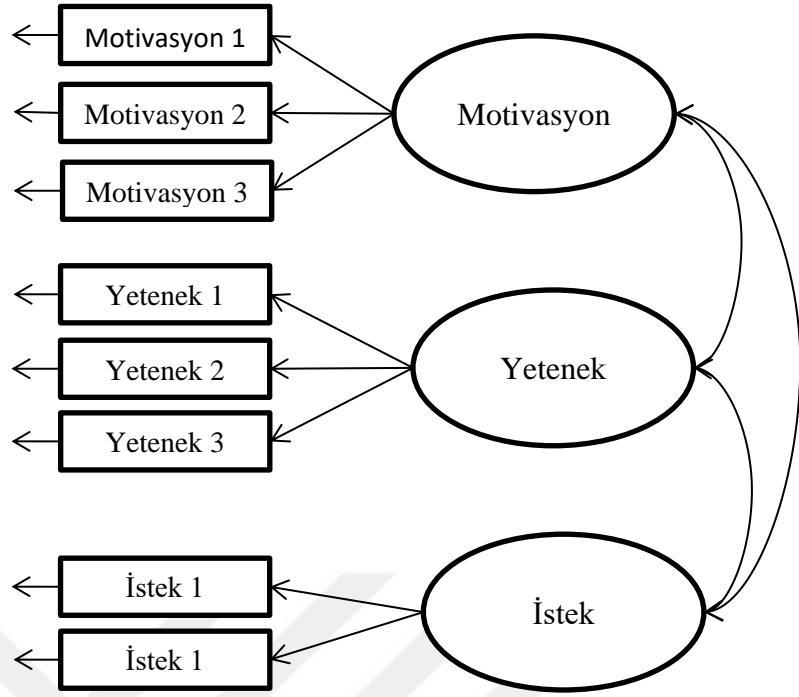 Motivasyon 1
Motivasyon 2
Motivasyon 3
Motivasyon
Yetenek 1
Yetenek 2
Yetenek 3
Yetenek
İstek 1
İstek 1
İstek